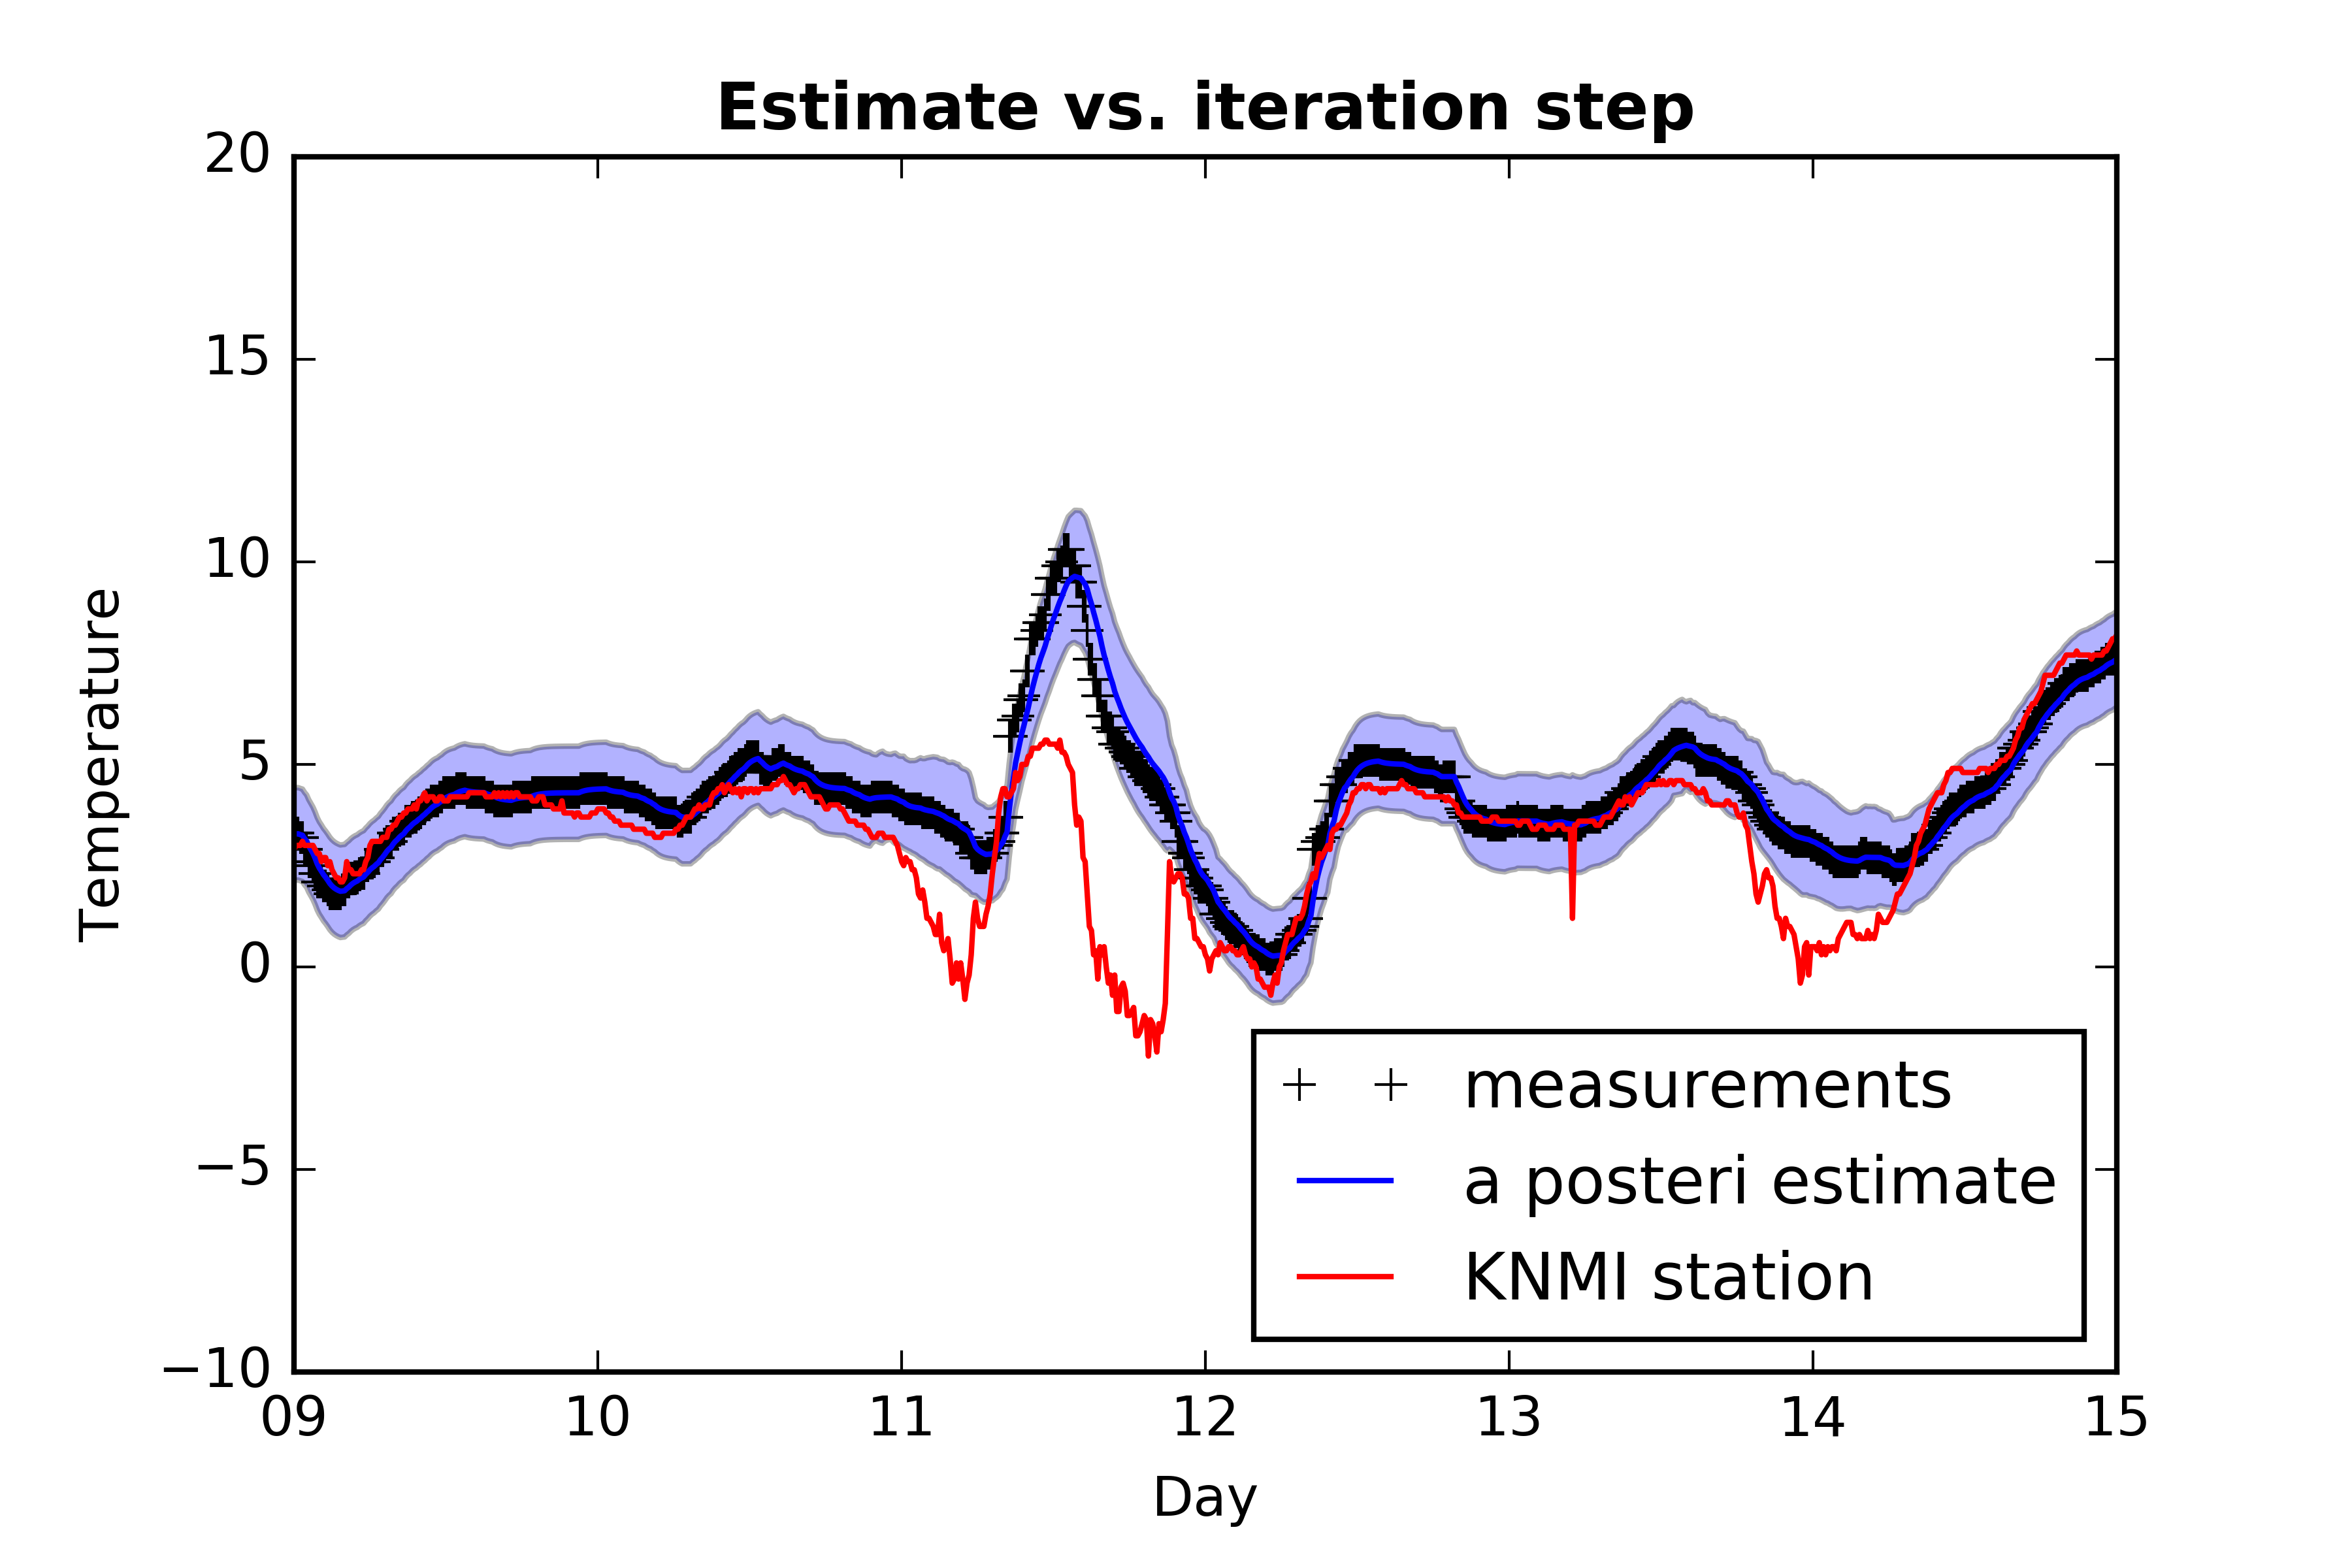 Estimate vs. iteration step
20
15
10
5
0
−5
−10
Temperature
measurements
a posteri estimate
KNMI station
09 10 11 12 13 14 15
Day